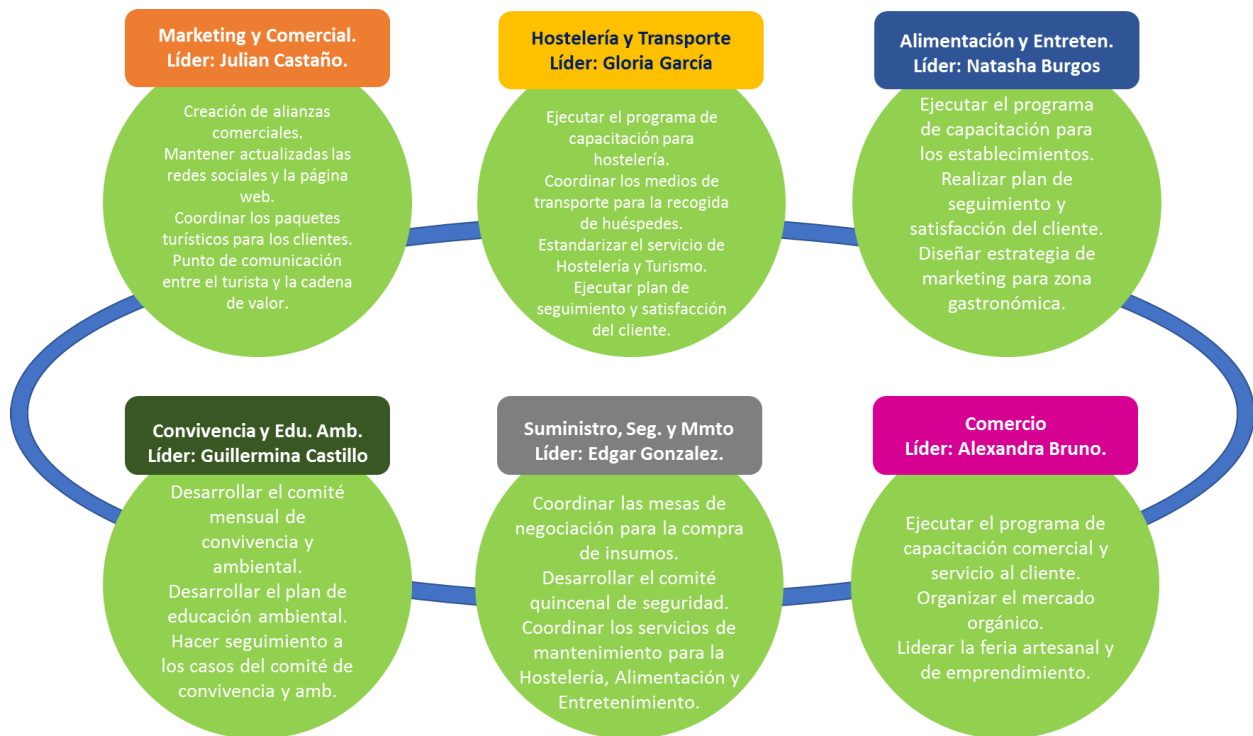 Marketing y Comercial.
Líder: Julian Castaño.
Creación de alianzas
comerciales.
Mantener actualizadas las
redes sociales y la página
web.
Coordinar los paquetes
turísticos para los clientes.
Punto de comunicación
entre el turista y la cadena
de valor.
Hostelería y Transporte
Líder: Gloria García
Ejecutar el programa de
capacitación para
hostelería.
Coordinar los medios de
transporte para la recogida
de huéspedes.
Estandarizar el servicio de
Hostelería y Turismo.
Ejecutar plan de
seguimiento y satisfacción
del cliente.
Alimentación y Entreten.
Líder: Natasha Burgos
Ejecutar el programa
de capacitación para
los establecimientos.
Realizar plan de
seguimiento y
satisfacción del cliente.
Diseñar estrategia de
marketing para zona
gastronómica.
Convivencia y Edu. Amb.
Líder: Guillermina Castillo
Desarrollar el comité
mensual de
convivencia y
ambiental.
Desarrollar el plan de
educación ambiental.
Hacer seguimiento a
los casos del comité de
convivencia y amb.
Suministro, Seg. y Mmto
Líder: Edgar Gonzalez.
Coordinar las mesas de
negociación para la compra
de insumos.
Desarrollar el comité
quincenal de seguridad.
Coordinar los servicios de
mantenimiento para la
Hostelería, Alimentación y
Entretenimiento.
Comercio
Líder: Alexandra Bruno.
Ejecutar el programa de
capacitación comercial y
servicio al cliente.
Organizar el mercado
orgánico.
Liderar la feria artesanal y
de emprendimiento.